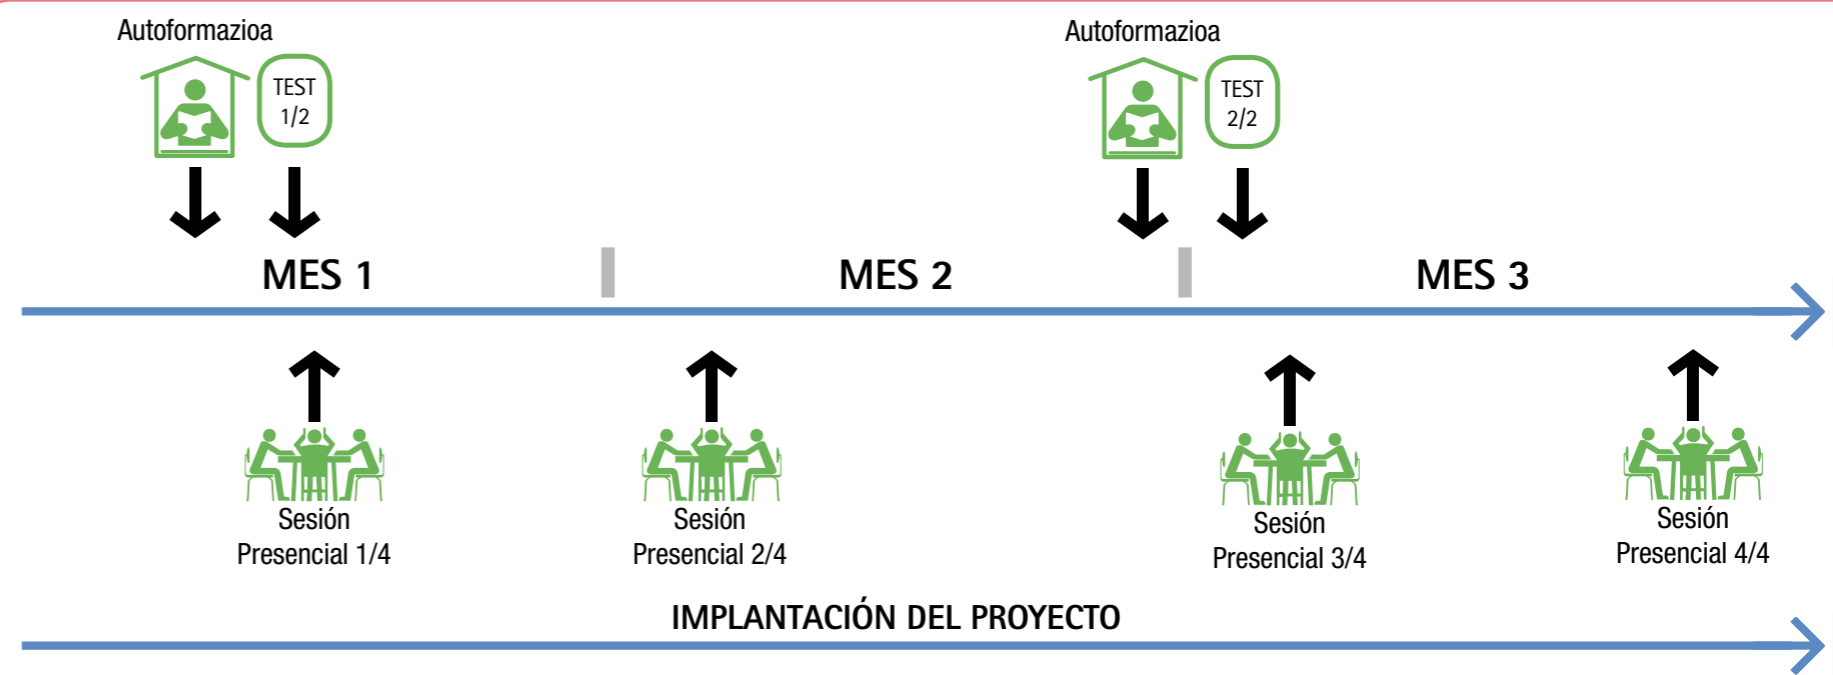 Autoformazioa
TEST
1/2
Autoformazioa
TEST
2/2
MES 1
MES 2
MES 3
Sesión
Presencial 1/4
Sesión
Presencial 2/4
Sesión
Presencial 3/4
Sesión
Presencial 4/4
IMPLANTACIÓN DEL PROYECTO